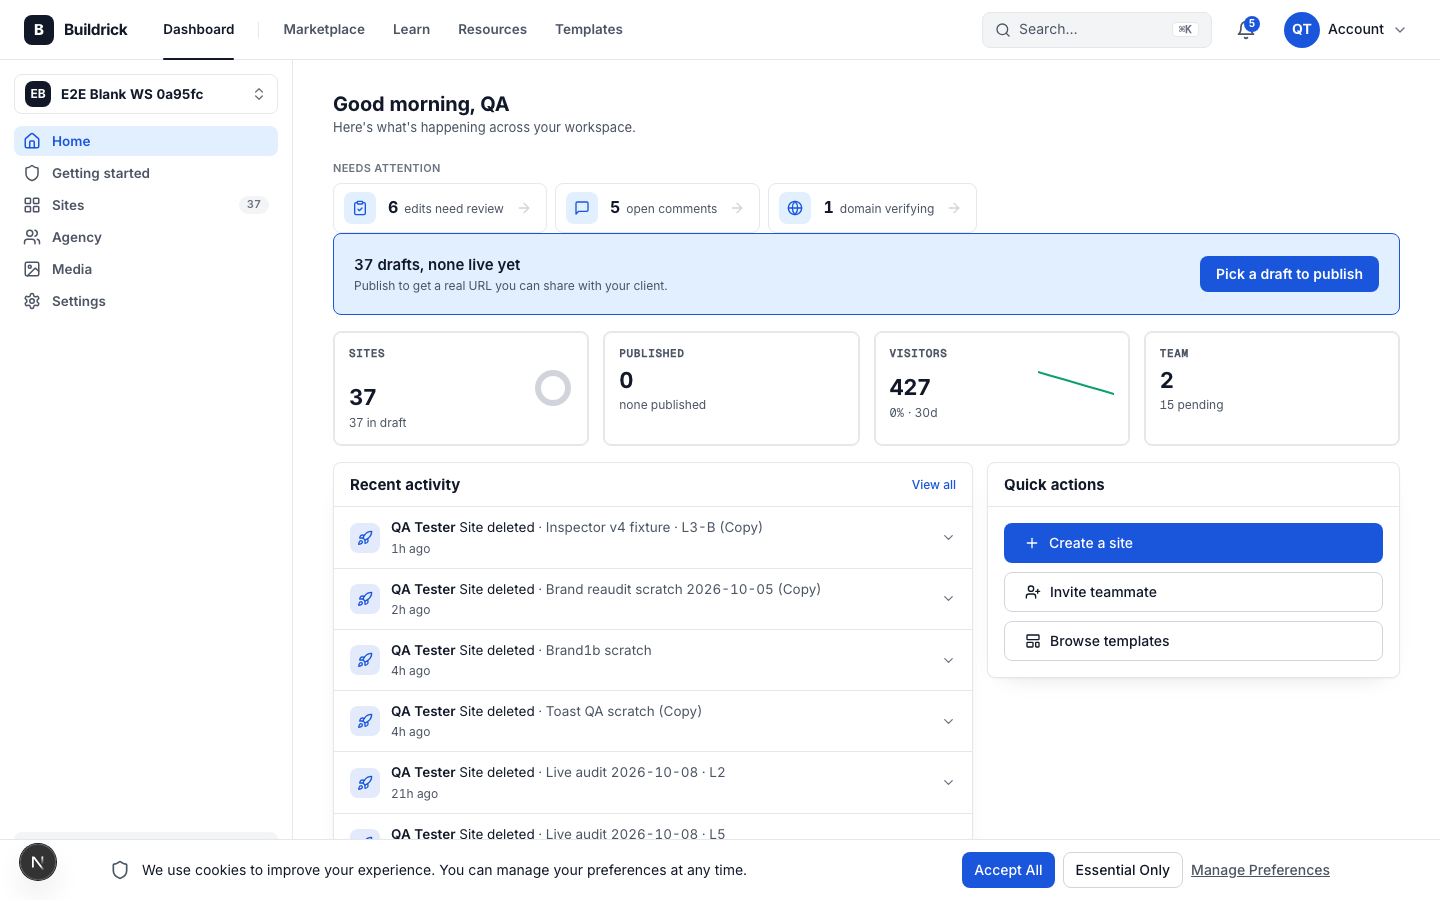 B Buildrick
Dashboard Marketplace Learn Resources Templates
Search... ⌘K
5
QT Account
EB E2E Blank WS 0a95fc
Home
Getting started
Sites 37
Agency
Media
Settings
Good morning, QA
Here's what's happening across your workspace.
NEEDS ATTENTION
6 edits need review
5 open comments
1 domain verifying
37 drafts, none live yet
Publish to get a real URL you can share with your client.
Pick a draft to publish
SITES
37
37 in draft
PUBLISHED
0
none published
VISITORS
427
0% · 30d
TEAM
2
15 pending
Recent activity View all
QA Tester Site deleted · Inspector v4 fixture · L3-B (Copy)
1h ago
QA Tester Site deleted · Brand reaudit scratch 2026-10-05 (Copy)
2h ago
QA Tester Site deleted · Brand1b scratch
4h ago
QA Tester Site deleted · Toast QA scratch (Copy)
4h ago
QA Tester Site deleted · Live audit 2026-10-08 · L2
21h ago
QA Tester Site deleted · Live audit 2026-10-08 · L5
Quick actions
Create a site
Invite teammate
Browse templates
N
We use cookies to improve your experience. You can manage your preferences at any time.
Accept All
Essential Only
Manage Preferences